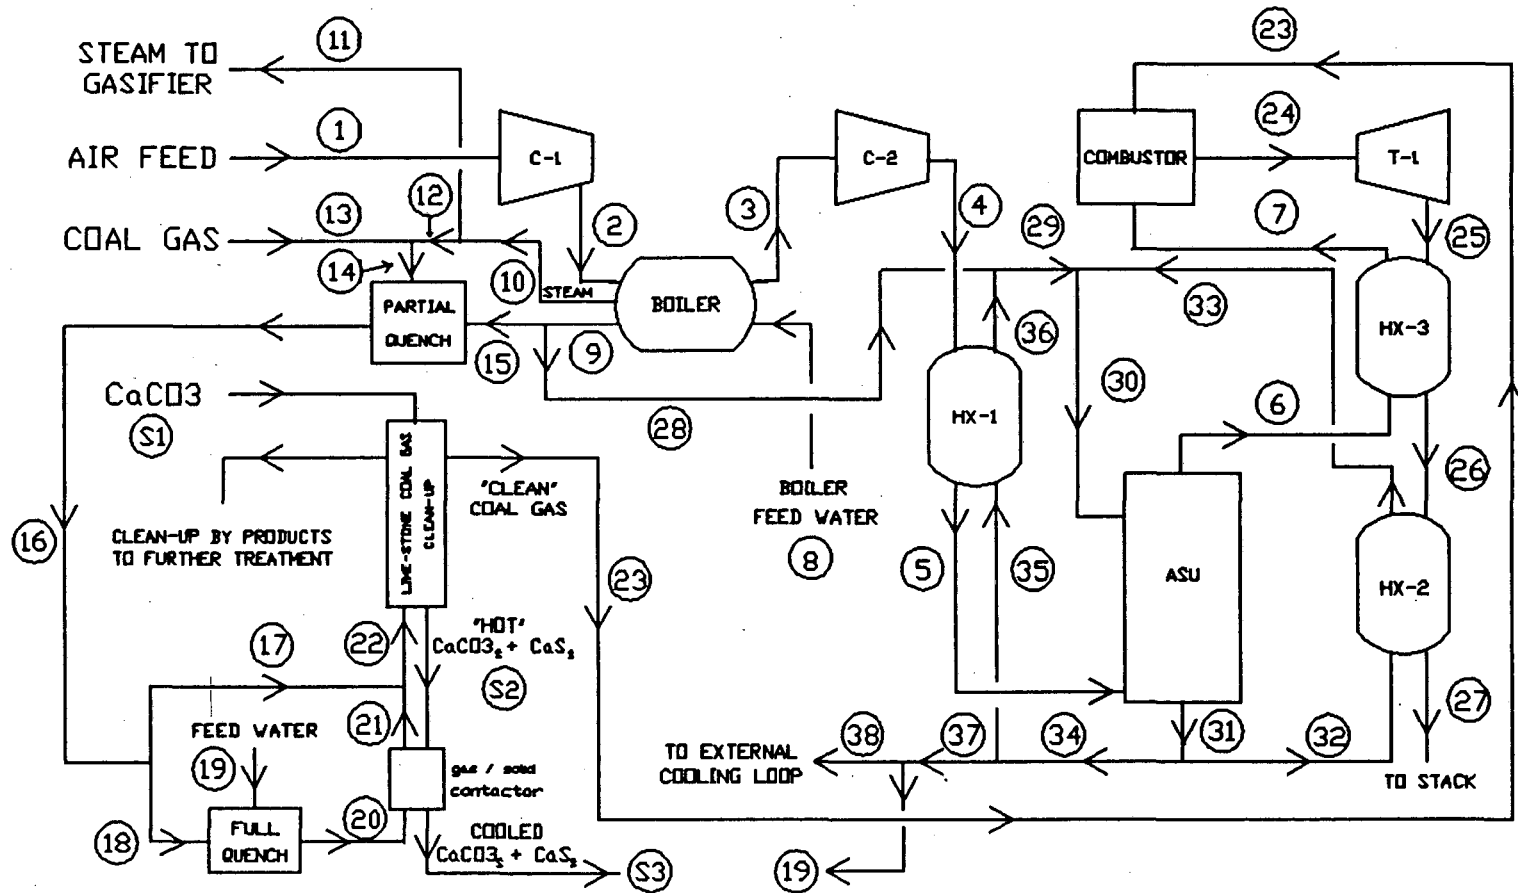 11
23
STEAM TO
GASIFIER
24
1
C-1
C-2
COMBUSTOR
T-1
AIR FEED
12
13
3
4
7
COAL GAS
2
29
25
14
10
STEAM
BOILER
33
PARTIAL
QUENCH
36
HX-3
15
9
CaCO3
S1
30
6
28
HX-1
LIME-STONE COAL GAS
CLEAN-UP
"CLEAN"
COAL GAS
BOILER
FEED WATER
26
16
CLEAN-UP BY PRODUCTS
TO FURTHER TREATMENT
8
5
35
ASU
HX-2
23
"HOT"
CaCO3s + CaSs
17
22
S2
27
21
FEED WATER
19
38
37
34
31
32
TO EXTERNAL
COOLING LOOP
gas / solid
contactor
TO STACK
18
FULL
QUENCH
20
COOLED
CaCO3s + CaSs
S3
19